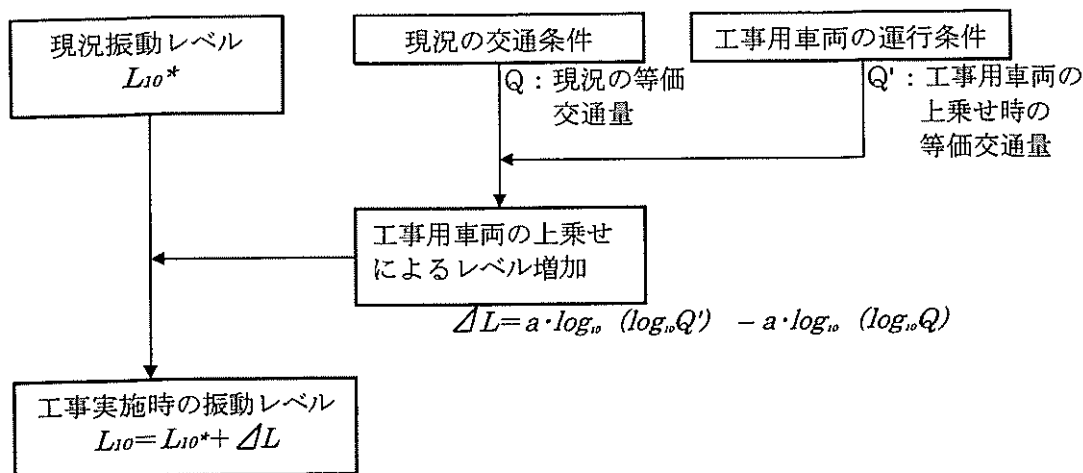 現況振動レベル
L10*
現況の交通条件
工事用車両の運行条件
Q：現況の等価
交通量
Q'：工事用車両の
上乗せ時の
等価交通量
工事用車両の上乗せ
によるレベル増加
ΔL=a・log10 (log10Q') －a・log10 (log10Q)
工事実施時の振動レベル
L10=L10*+ΔL